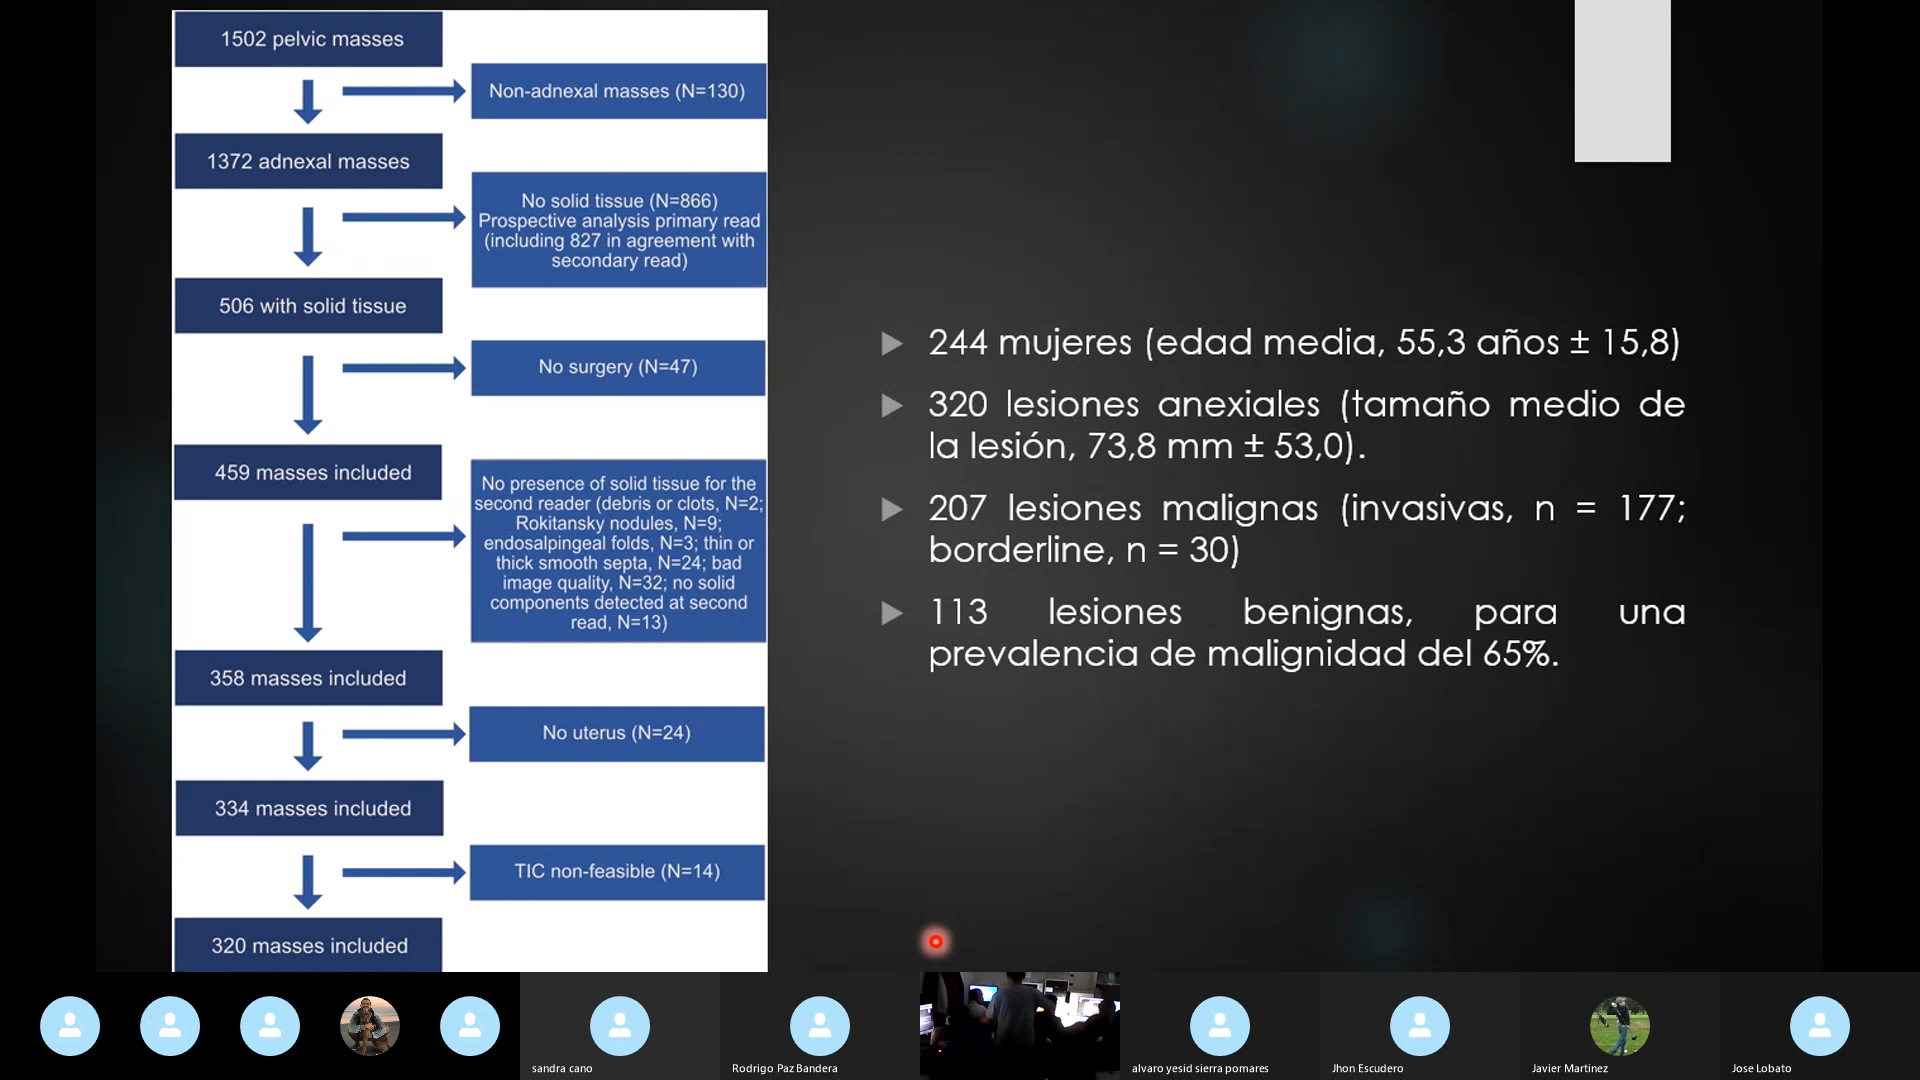 1502 pelvic masses
Non-adnexal masses (N=130)
1372 adnexal masses
No solid tissue (N=866)
Prospective analysis primary read
(including 827 in agreement with
secondary read)
506 with solid tissue
No surgery (N=47)
459 masses included
No presence of solid tissue for the
second reader (debris or clots, N=2;
Rokitansky nodules, N=9;
endosalpingeal folds, N=3; thin or
thick smooth septa, N=24; bad
image quality, N=32; no solid
components detected at second
read, N=13)
358 masses included
No uterus (N=24)
334 masses included
TIC non-feasible (N=14)
320 masses included
244 mujeres (edad media, 55,3 años ± 15,8)
320 lesiones anexiales (tamaño medio de
la lesión, 73,8 mm ± 53,0).
207 lesiones malignas (invasivas, n = 177;
borderline, n = 30)
113 lesiones benignas, para una
prevalencia de malignidad del 65%.
sandra cano
Rodrigo Paz Bandera
alvaro yesid sierra pomares
Jhon Escudero
Javier Martinez
Jose Lobato